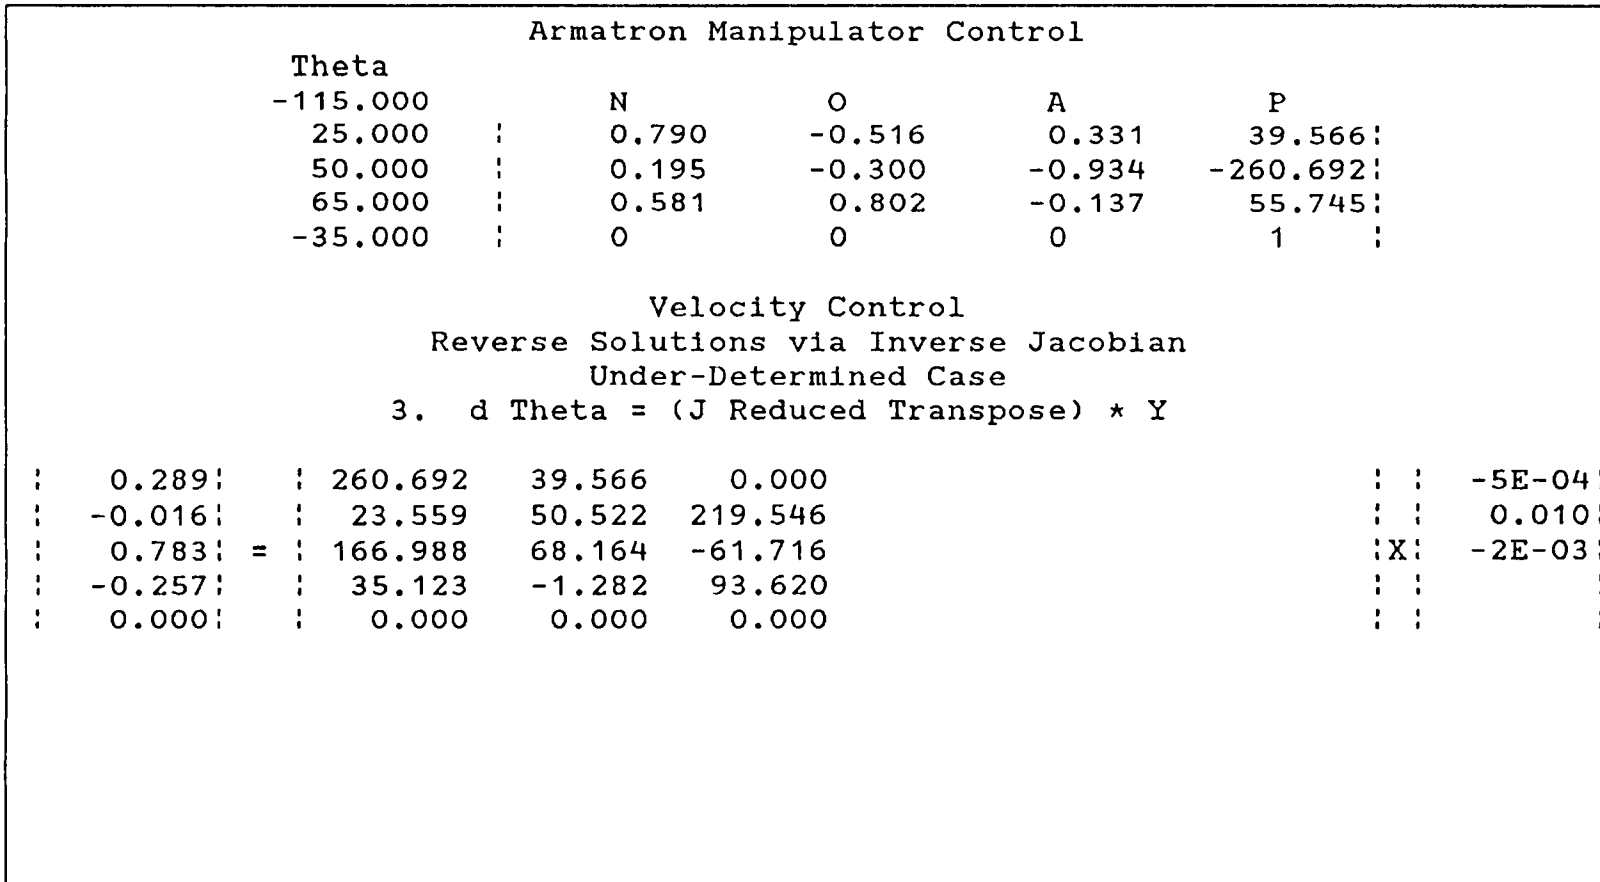 Armatron Manipulator Control
Theta
-115.000 N O A P
25.000 ¦ 0.790 -0.516 0.331 39.566¦
50.000 ¦ 0.195 -0.300 -0.934 -260.692¦
65.000 ¦ 0.581 0.802 -0.137 55.745¦
-35.000 ¦ 0 0 0 1 ¦
Velocity Control
Reverse Solutions via Inverse Jacobian
Under-Determined Case
3. d Theta = (J Reduced Transpose) * Y
¦ 0.289¦ ¦ 260.692 39.566 0.000 ¦ ¦ -5E-04¦
¦ -0.016¦ ¦ 23.559 50.522 219.546 ¦ ¦ 0.010¦
¦ 0.783¦ = ¦ 166.988 68.164 -61.716 ¦X¦ -2E-03¦
¦ -0.257¦ ¦ 35.123 -1.282 93.620 ¦ ¦ ¦
¦ 0.000¦ ¦ 0.000 0.000 0.000 ¦ ¦ ¦